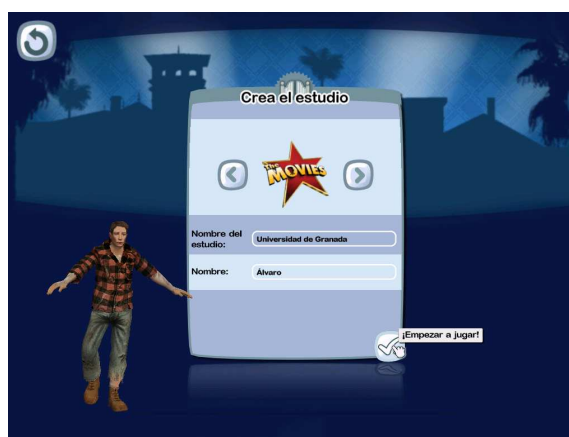 Crea el estudio
The
MOVIES
Nombre del
estudio:
Universidad de Granada
Nombre:
Álvaro
¡Empezar a jugar!